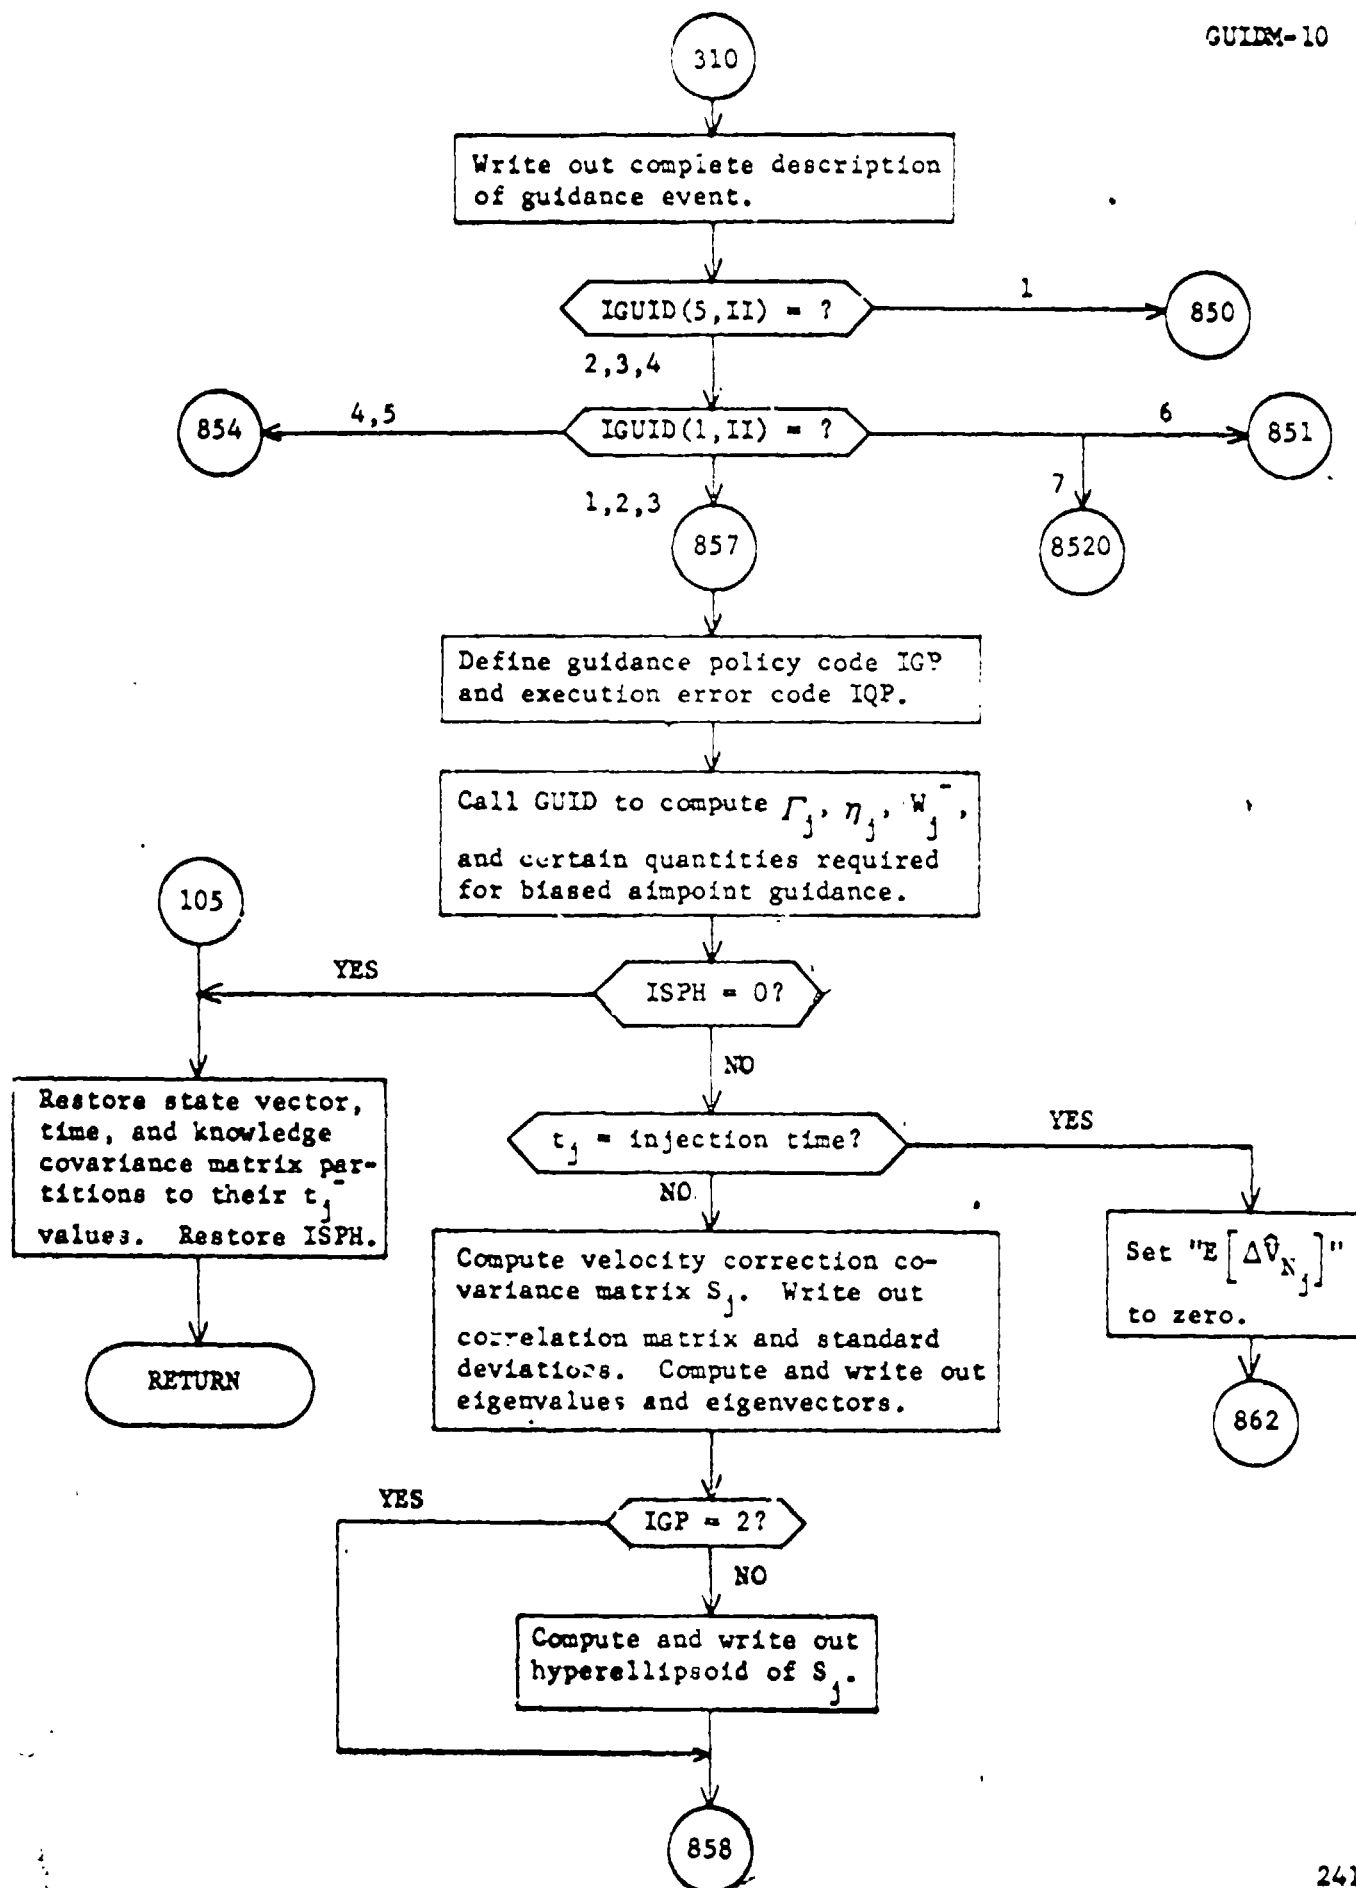 GUIDM-10
310
Write out complete description
of guidance event.
IGUID(5,II) = ?
1
850
2,3,4
854
4,5
IGUID(1,II) = ?
6
851
1,2,3
7
857
8520
Define guidance policy code IGP
and execution error code IQP.
Call GUID to compute Γj, ηj, Wj-,
and certain quantities required
for biased aimpoint guidance.
105
YES
ISPH = 0?
NO
Restore state vector,
time, and knowledge
covariance matrix par-
titions to their tj-
values. Restore ISPH.
tj = injection time?
YES
NO
RETURN
Compute velocity correction co-
variance matrix Sj. Write out
correlation matrix and standard
deviations. Compute and write out
eigenvalues and eigenvectors.
Set "E[ΔV̂Nj]"
to zero.
862
YES
IGP = 2?
NO
Compute and write out
hyperellipsoid of Sj.
858
241